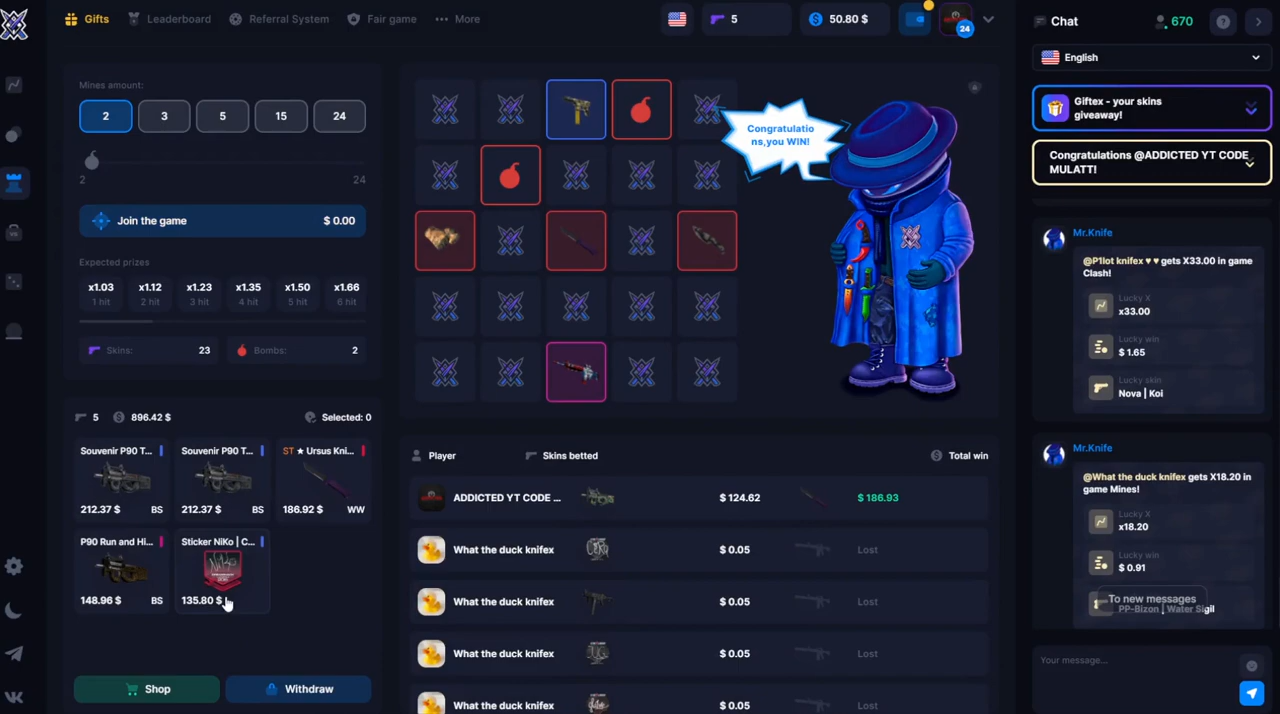 Gifts
Leaderboard
Referral System
Fair game
More
5
50.80 $
24
Chat
670
?
English
Mines amount:
2
3
5
15
24
2
24
Join the game
$ 0.00
Expected prizes
x1.03
x1.12
x1.23
x1.35
x1.50
x1.66
1 hit
2 hit
3 hit
4 hit
5 hit
6 hit
Skins:
23
Bombs:
2
Congratulatio
ns,you WIN!
5
896.42 $
Selected: 0
Souvenir P90 T...
212.37 $
BS
Souvenir P90 T...
212.37 $
BS
ST ★ Ursus Kni...
186.92 $
WW
P90 Run and Hi...
148.96 $
BS
Sticker NiKo | C...
135.80 $
Shop
Withdraw
Player
Skins betted
Total win
ADDICTED YT CODE ...
$ 124.62
$ 186.93
What the duck knifex
$ 0.05
Lost
What the duck knifex
$ 0.05
Lost
What the duck knifex
$ 0.05
Lost
What the duck knifex
$ 0.05
Lost
Giftex - your skins
giveaway!
Congratulations @ADDICTED YT CODE
MULATT!
Mr.Knife
@P1lot knifex ♥ ♥ gets X33.00 in game
Clash!
Lucky X
x33.00
Lucky win
$ 1.65
Lucky skin
Nova | Koi
Mr.Knife
@What the duck knifex gets X18.20 in
game Mines!
Lucky X
x18.20
Lucky win
$ 0.91
To new messages
PP-Bizon | Water Sigil
Your message...